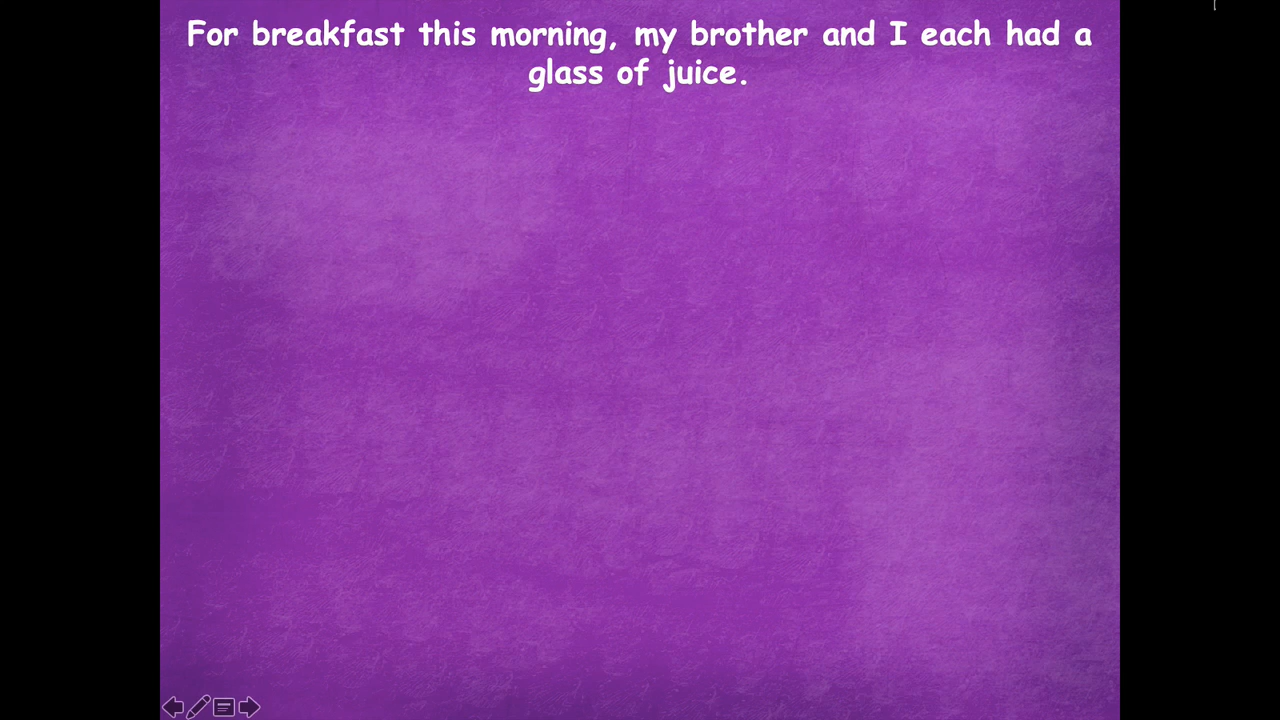 For breakfast this morning, my brother and I each had a
glass of juice.